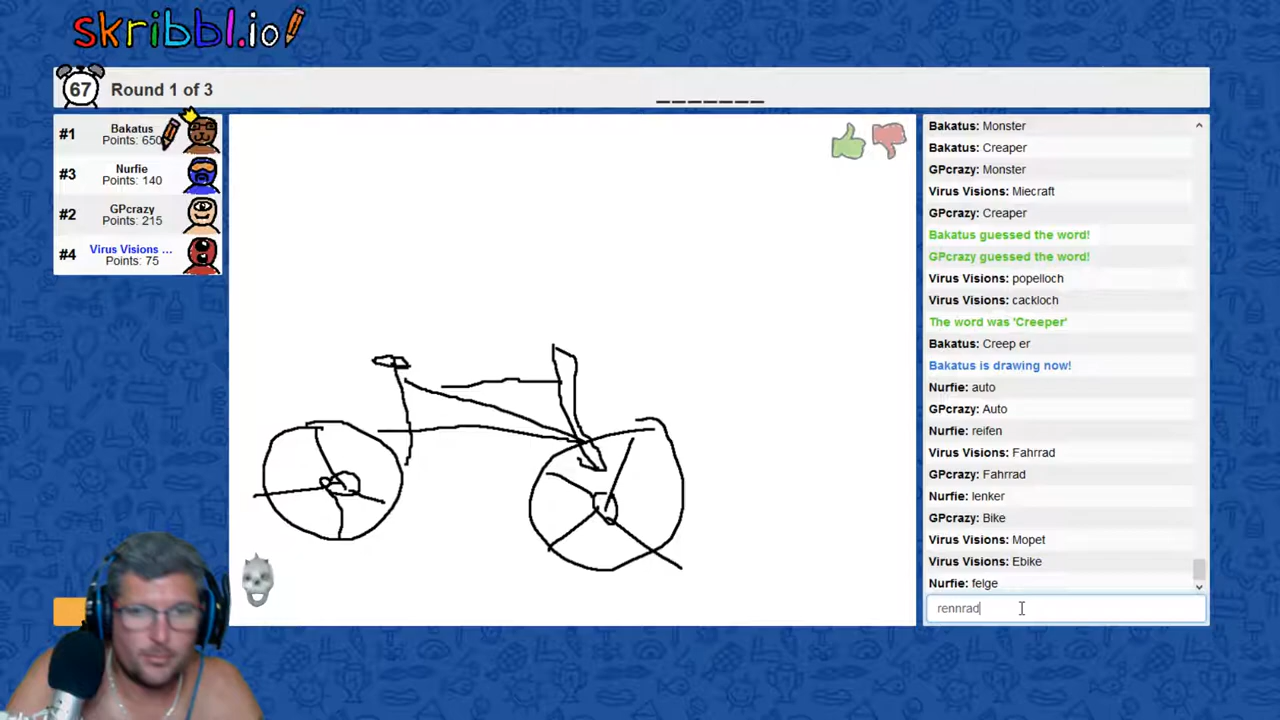 skribbl.io
67
Round 1 of 3
_______
#1
Bakatus
Points: 650
#3
Nurfie
Points: 140
#2
GPcrazy
Points: 215
#4
Virus Visions ...
Points: 75
Bakatus: Monster
Bakatus: Creaper
GPcrazy: Monster
Virus Visions: Miecraft
GPcrazy: Creaper
Bakatus guessed the word!
GPcrazy guessed the word!
Virus Visions: popelloch
Virus Visions: cackloch
The word was 'Creeper'
Bakatus: Creep er
Bakatus is drawing now!
Nurfie: auto
GPcrazy: Auto
Nurfie: reifen
Virus Visions: Fahrrad
GPcrazy: Fahrrad
Nurfie: lenker
GPcrazy: Bike
Virus Visions: Mopet
Virus Visions: Ebike
Nurfie: felge
rennrad